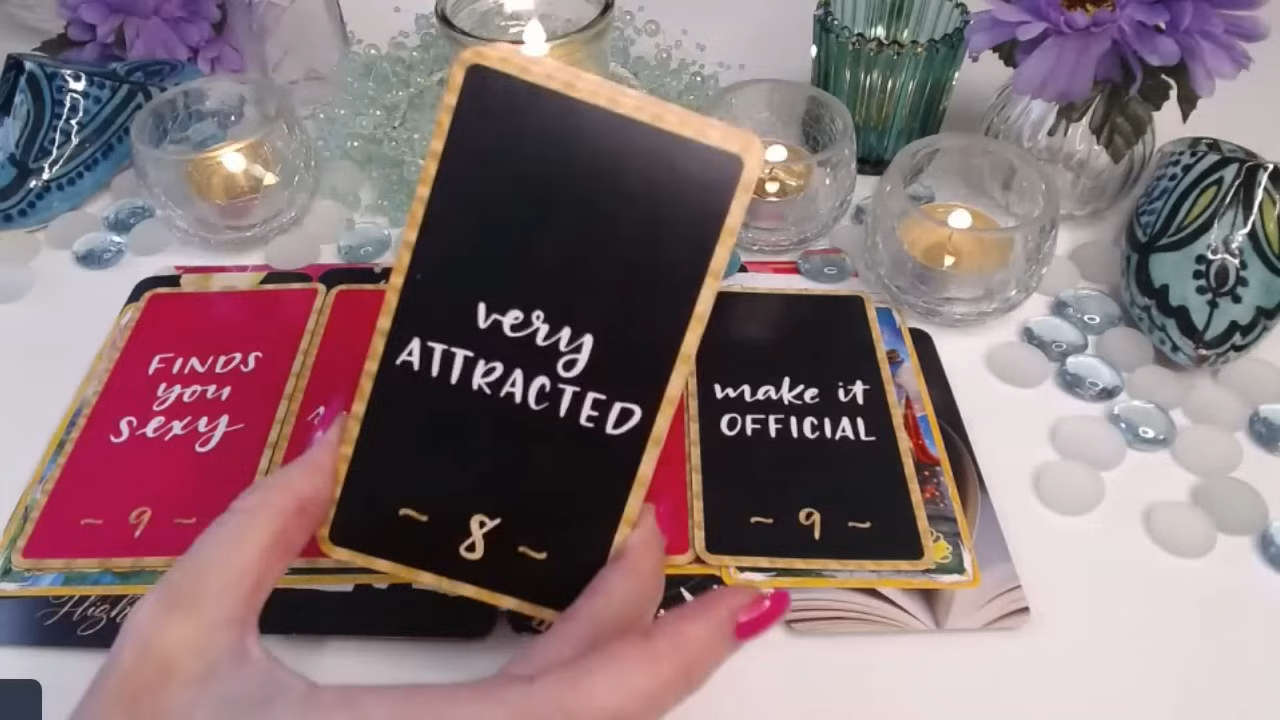 very
ATTRACTED
~ 8 ~
FINDS
you
sexy
~ 9 ~
make it
OFFICIAL
~ 9 ~
High